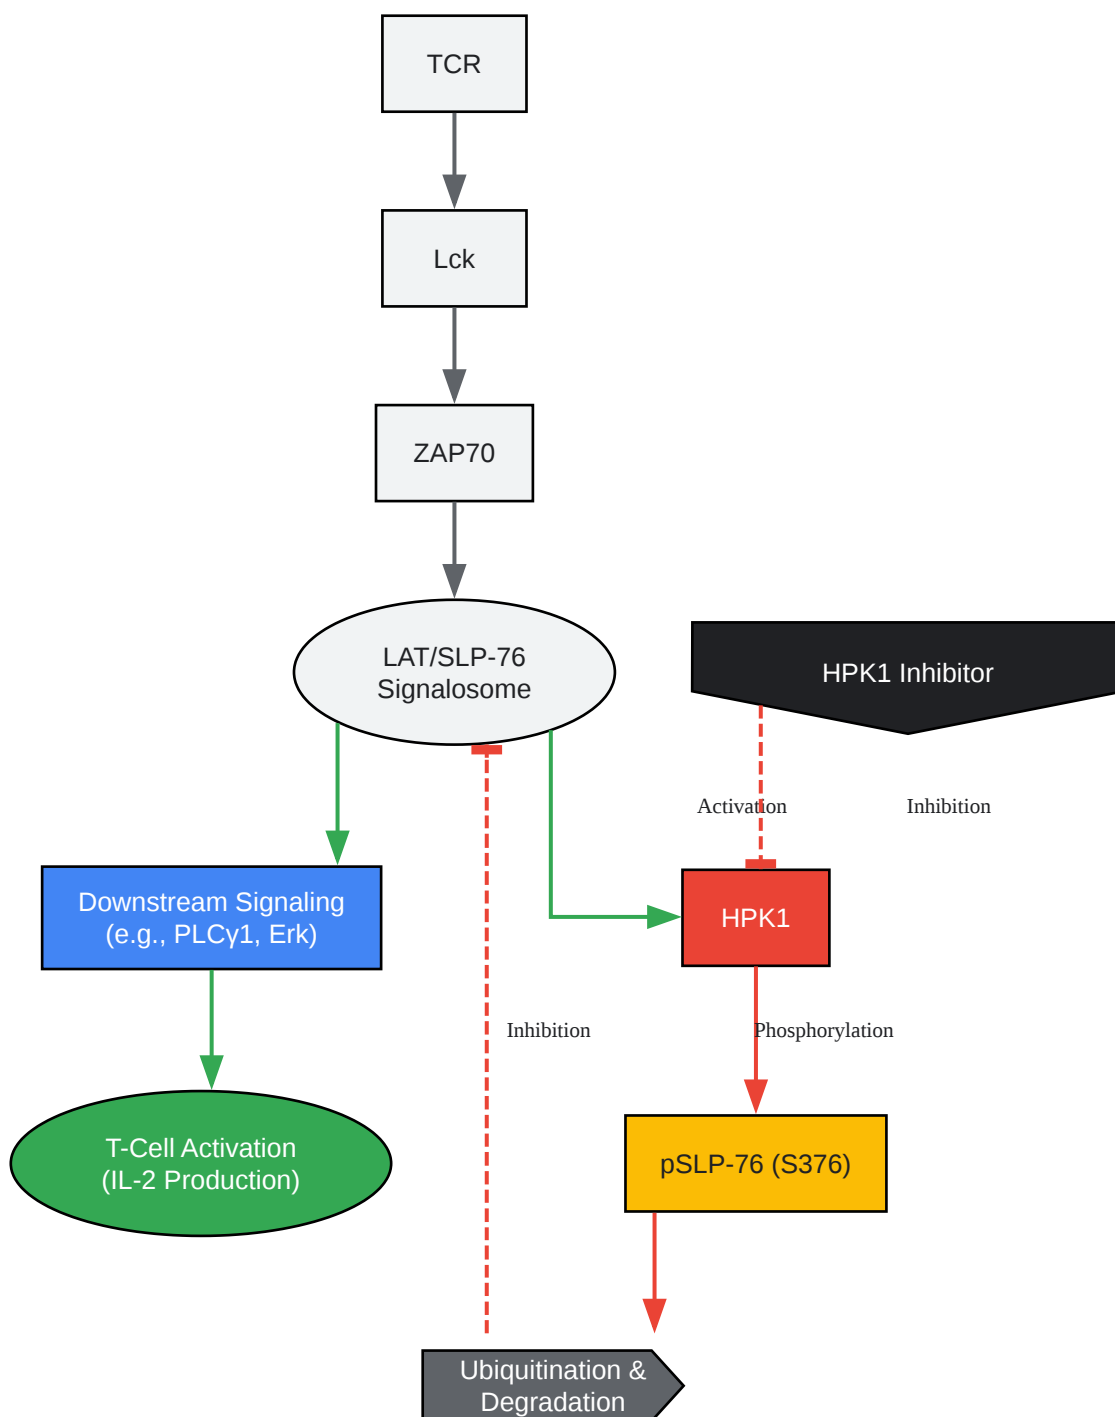 TCR
Lck
ZAP70
LAT/SLP-76
Signalosome
HPK1 Inhibitor
Activation
Inhibition
Downstream Signaling
(e.g., PLCγ1, Erk)
HPK1
Inhibition
Phosphorylation
T-Cell Activation
(IL-2 Production)
pSLP-76 (S376)
Ubiquitination &
Degradation